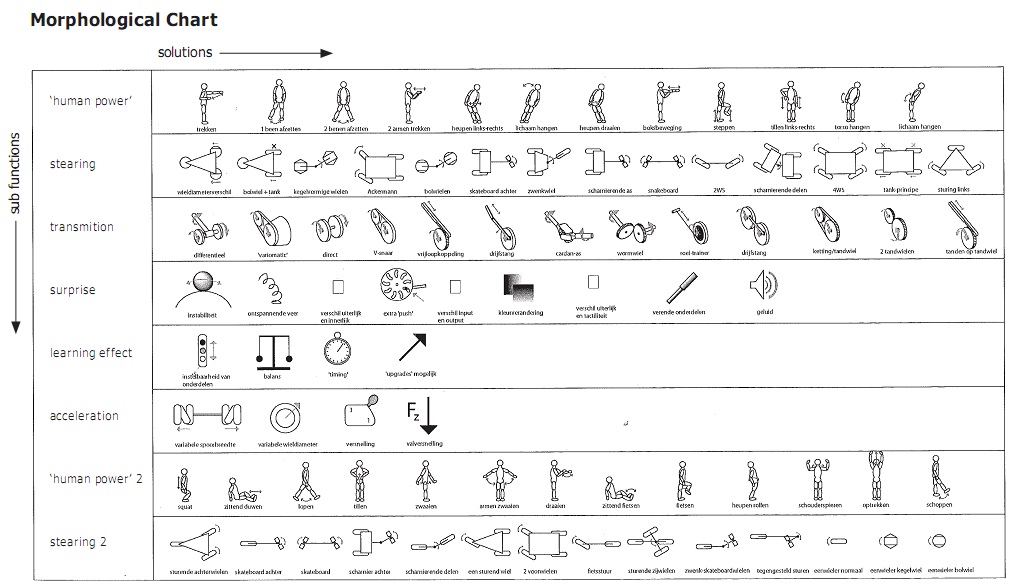 Morphological Chart
solutions
sub functions
'human power'
trekken
1 been afzetten
2 benen afzetten
2 armen trekken
heupen links-rechts
lichaam hangen
heupen draaien
boksbeweging
steppen
tillen links-rechts
torso hangen
lichaam hangen
stearing
wieldiameterverschil
bolwiel + tank
kegelvormige wielen
Ackermann
bolwielen
skateboard achter
zwenkwiel
scharnierende as
snakeboard
2WS
scharnierende delen
4WS
tank-principe
sturing links
transmition
differentieel
'variomatic'
direct
V-snaar
vrijloopkoppeling
drijfstang
cardan-as
wormwiel
roei-trainer
drijfstang
ketting/tandwiel
2 tandwielen
tanden op tandwiel
surprise
instabiliteit
ontspannende veer
verschil uiterlijk
en innerlijk
extra 'push'
verschil input
en output
kleurverandering
verschil uiterlijk
en tactiliteit
verende onderdelen
geluid
learning effect
instelbaarheid van
onderdelen
balans
'timing'
'upgrades' mogelijk
acceleration
variabele spoorbreedte
variabele wieldiameter
3
1
versnelling
Fz
valversnelling
'human power' 2
squat
zittend duwen
lopen
tillen
zwaaien
armen zwaaien
draaien
zittend fietsen
fietsen
heupen rollen
schouderspieren
optrekken
schoppen
stearing 2
sturende achterwielen
skateboard achter
skateboard
scharnier achter
scharnierende delen
een sturend wiel
2 voorwielen
fietsstuur
sturende zijwielen
zwenk-skateboardwielen
tegengesteld sturen
eenwieler normaal
eenwieler kegelwiel
eenwieler bolwiel